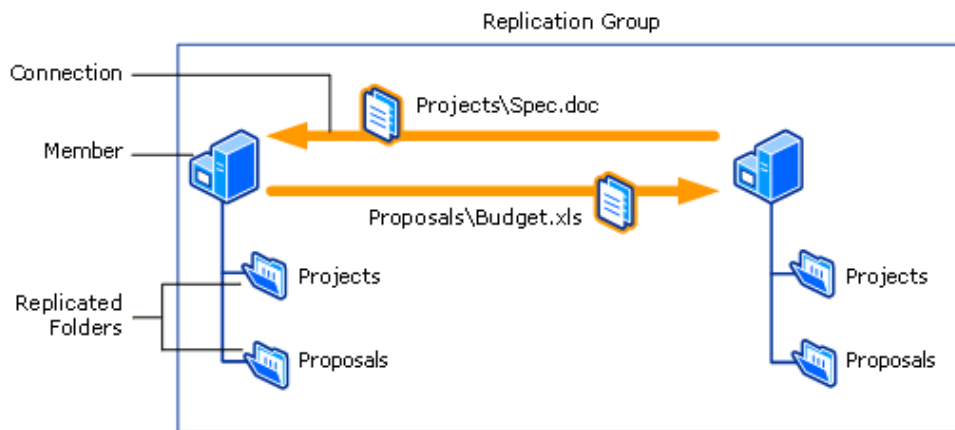 Replication Group
Connection
Projects\Spec.doc
Member
Proposals\Budget.xls
Projects
Projects
Replicated
Folders
Proposals
Proposals